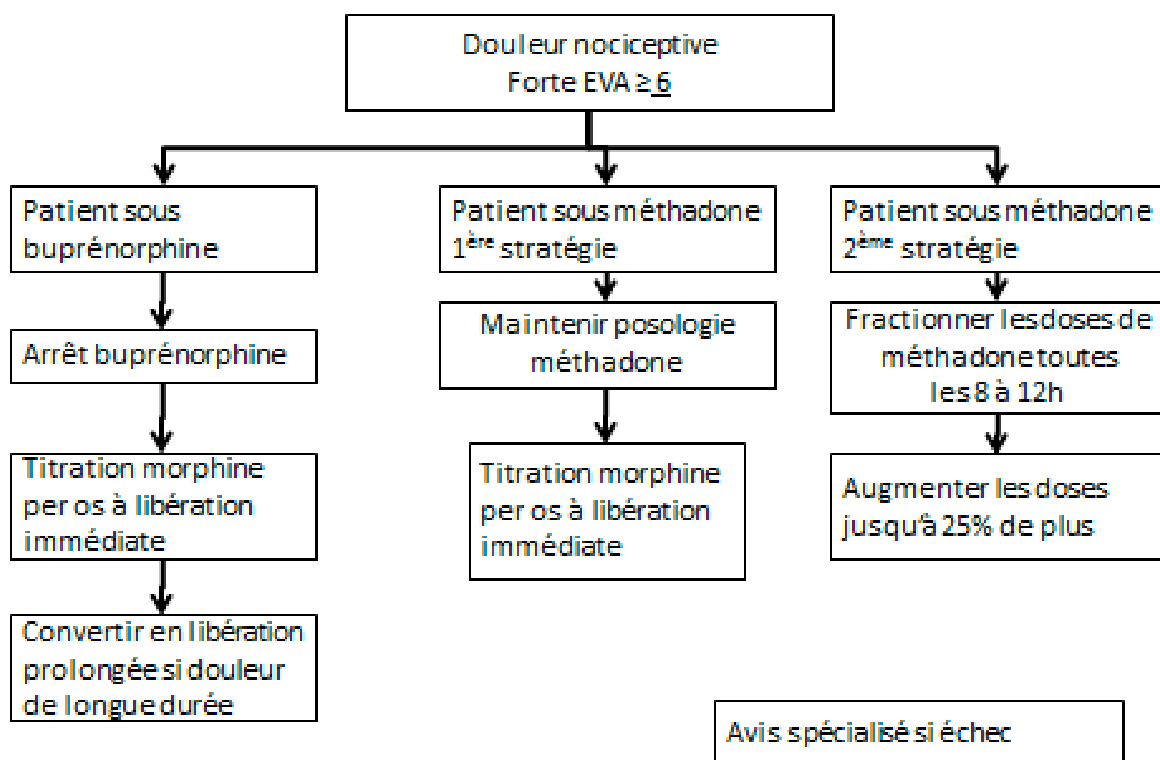 Douleur nociceptive
Forte EVA ≥ 6
Patient sous
buprénorphine
Arrêt buprénorphine
Titration morphine
per os à libération
immédiate
Convertir en libération
prolongée si douleur
de longue durée
Patient sous méthadone
1ère stratégie
Maintenir posologie
méthadone
Titration morphine
per os à libération
immédiate
Patient sous méthadone
2ème stratégie
Fractionner les doses de
méthadone toutes
les 8 à 12h
Augmenter les doses
jusqu'à 25% de plus
Avis spécialisé si échec